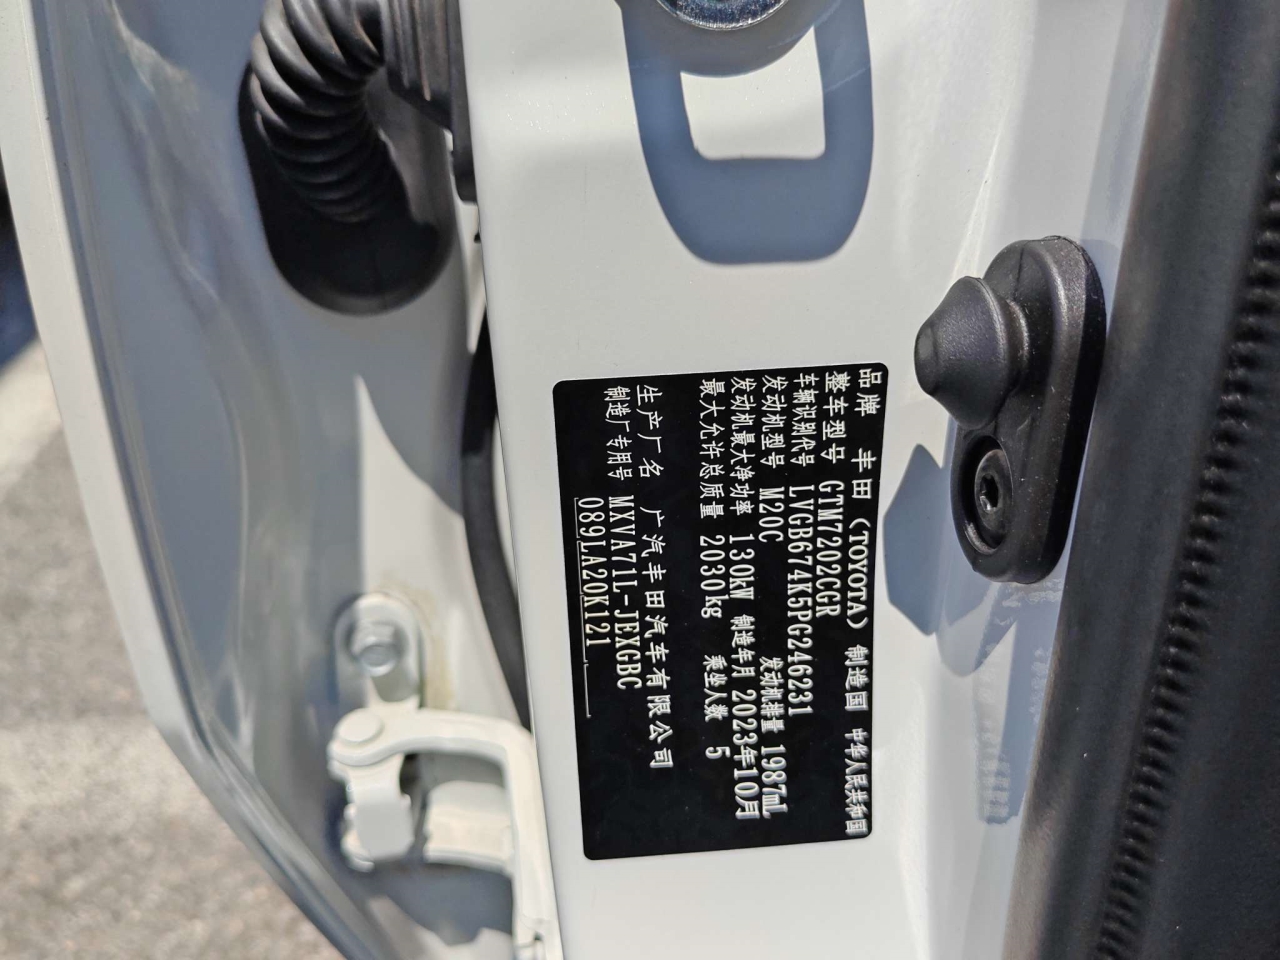 品牌 丰田(TOYOTA) 制造国 中华人民共和国
整车型号 GTM7202CGR
车辆识别代号 LVGB674K5PG246231
发动机型号 M20C 发动机排量 1987mL
发动机最大净功率 130kW 制造年月 2023年10月
最大允许总质量 2030kg 乘坐人数 5
生产厂名 广汽丰田汽车有限公司
制造厂专用号 MXVA71L-JEXGBC
089LA20K121